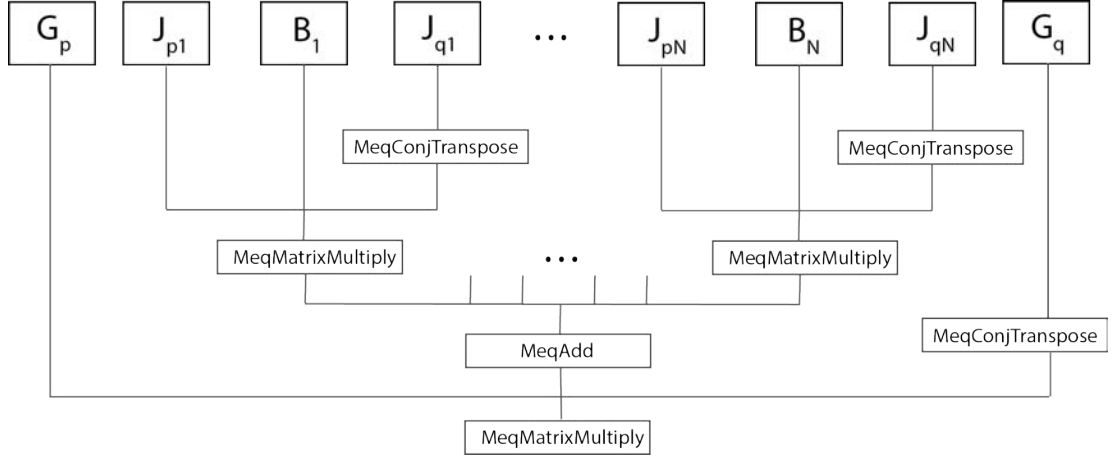 G_p J_p1 B_1 J_q1 ... J_pN B_N J_qN G_q
MeqConjTranspose MeqConjTranspose
MeqMatrixMultiply ... MeqMatrixMultiply
MeqConjTranspose
MeqAdd
MeqMatrixMultiply